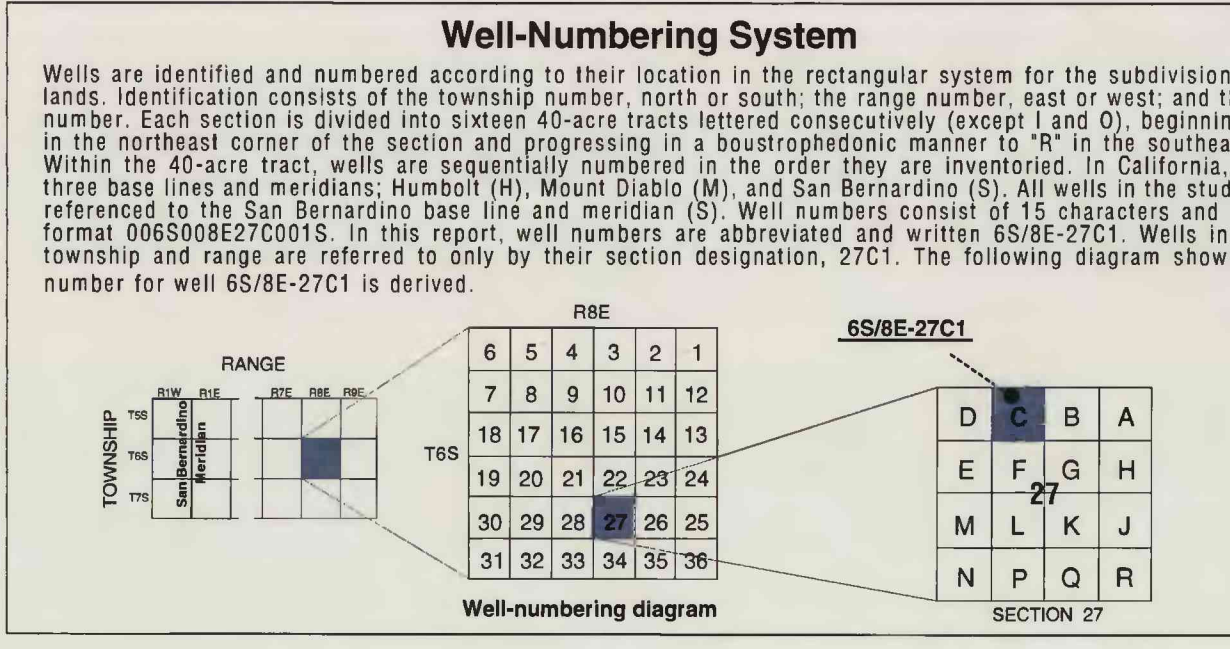 Well-Numbering System
Wells are identified and numbered according to their location in the rectangular system for the subdivision
lands. Identification consists of the township number, north or south; the range number, east or west; and t
number. Each section is divided into sixteen 40-acre tracts lettered consecutively (except I and O), beginnin
in the northeast corner of the section and progressing in a boustrophedonic manner to "R" in the southea
Within the 40-acre tract, wells are sequentially numbered in the order they are inventoried. In California,
three base lines and meridians; Humbolt (H), Mount Diablo (M), and San Bernardino (S). All wells in the stud
referenced to the San Bernardino base line and meridian (S). Well numbers consist of 15 characters and
format 006S008E27C001S. In this report, well numbers are abbreviated and written 6S/8E-27C1. Wells in
township and range are referred to only by their section designation, 27C1. The following diagram show
number for well 6S/8E-27C1 is derived.
RANGE
R1W R1E R7E R8E R9E
TOWNSHIP
T5S
T6S
T7S
San Bernardino
Meridian
R8E
T6S
6 5 4 3 2 1
7 8 9 10 11 12
18 17 16 15 14 13
19 20 21 22 23 24
30 29 28 27 26 25
31 32 33 34 35 36
Well-numbering diagram
6S/8E-27C1
D C B A
E F G H
27
M L K J
N P Q R
SECTION 27